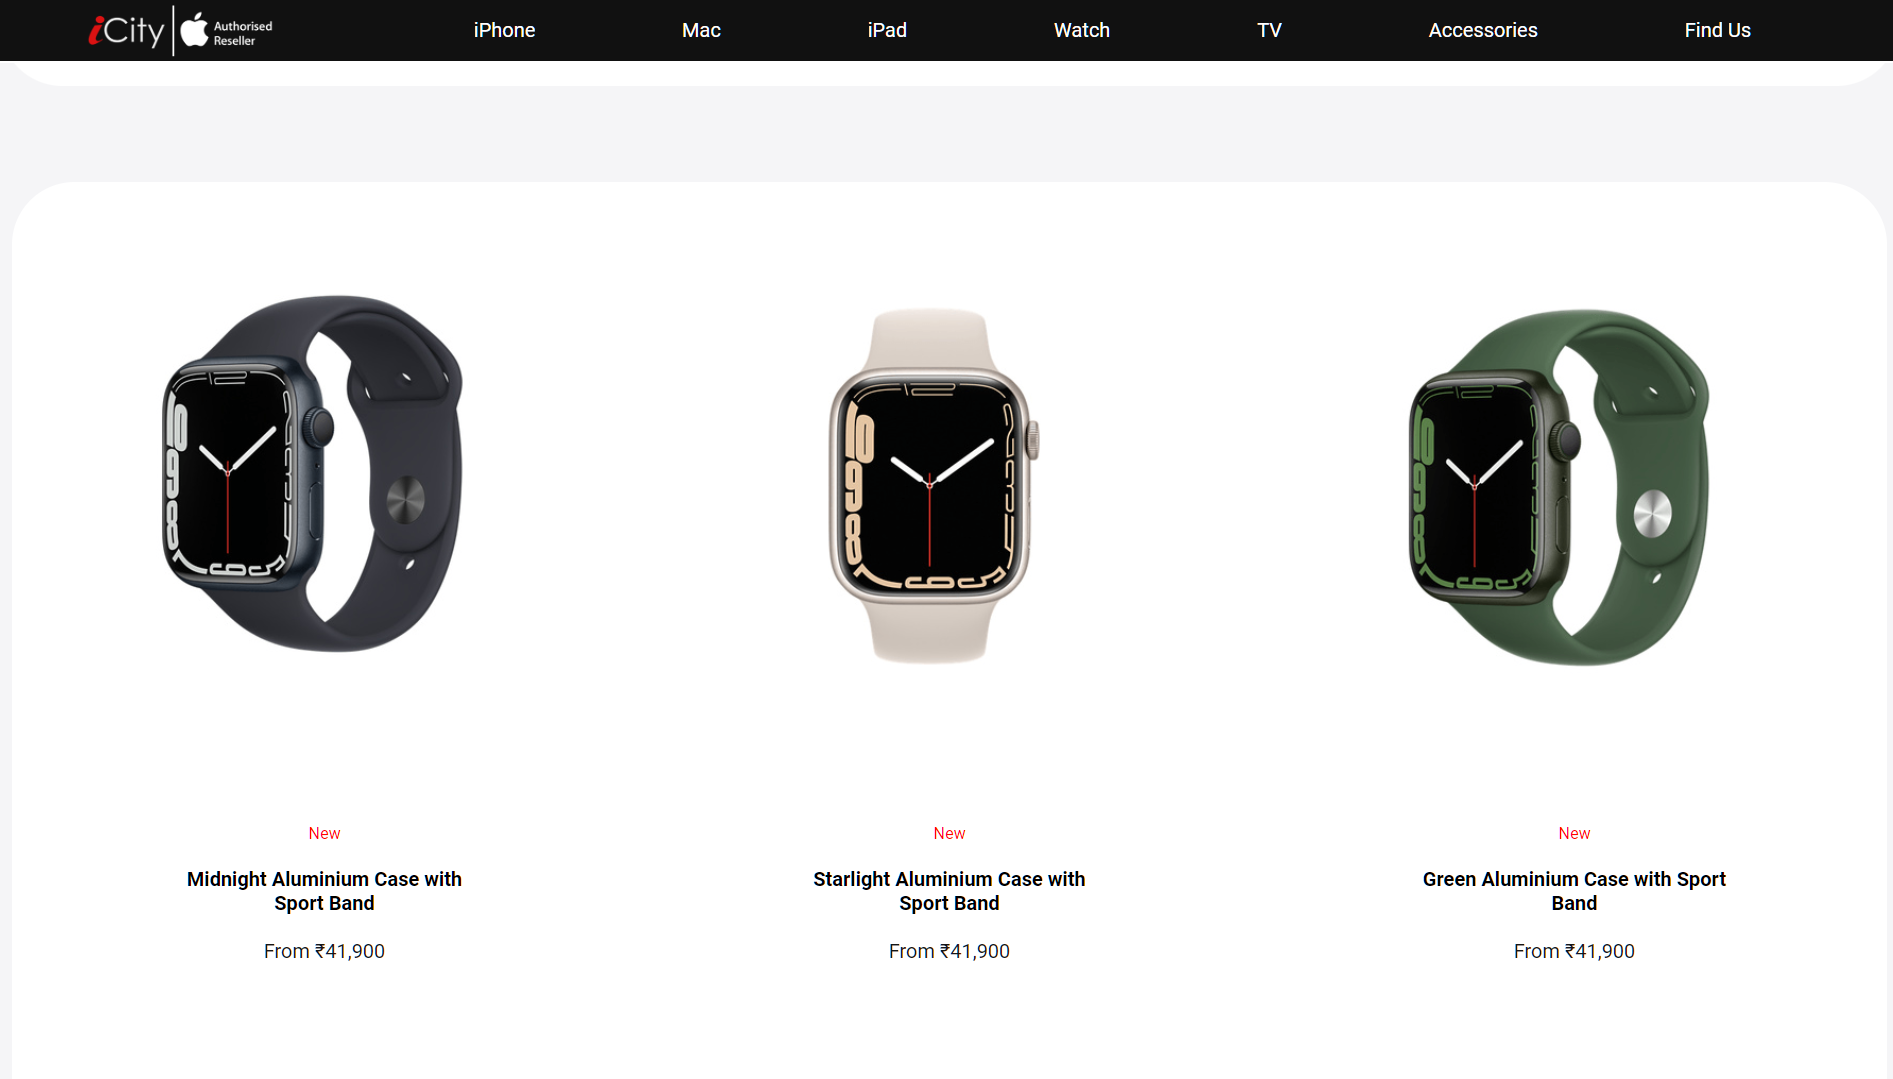 iCity Authorised Reseller
iPhone
Mac
iPad
Watch
TV
Accessories
Find Us
New
Midnight Aluminium Case with
Sport Band
From ₹41,900
New
Starlight Aluminium Case with
Sport Band
From ₹41,900
New
Green Aluminium Case with Sport
Band
From ₹41,900